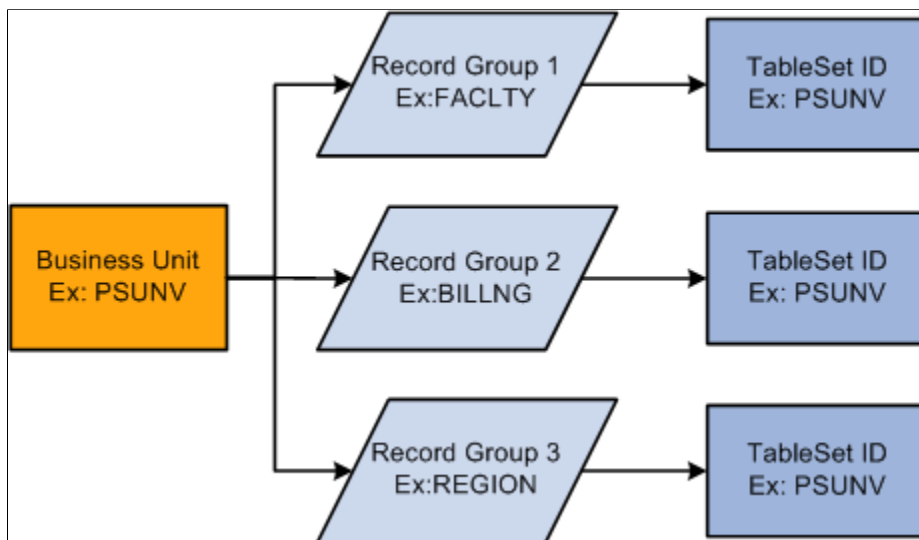 Business Unit
Ex: PSUNV
Record Group 1
Ex:FACLTY
TableSet ID
Ex: PSUNV
Record Group 2
Ex:BILLNG
TableSet ID
Ex: PSUNV
Record Group 3
Ex:REGION
TableSet ID
Ex: PSUNV